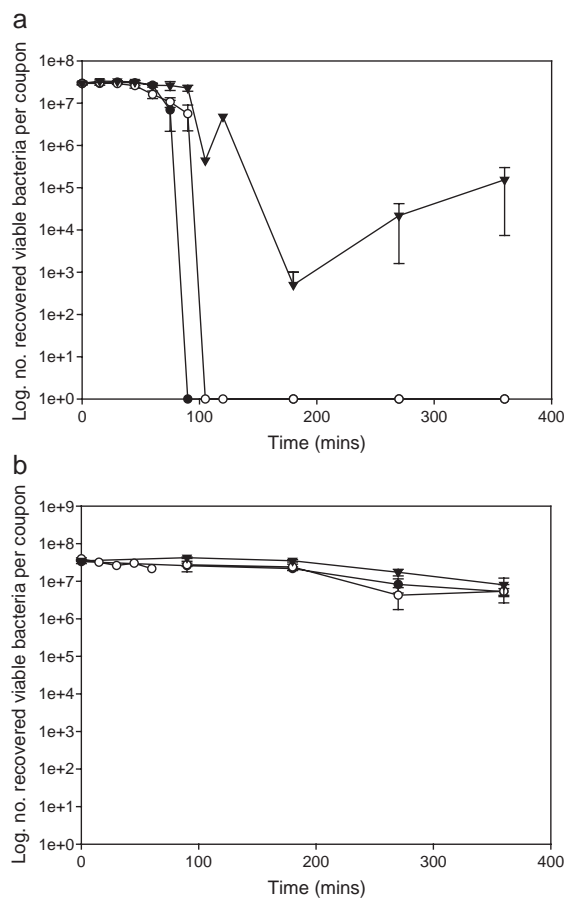 a
Log. no. recovered viable bacteria per coupon
1e+8
1e+7
1e+6
1e+5
1e+4
1e+3
1e+2
1e+1
1e+0
0 100 200 300 400
Time (mins)
b
Log. no. recovered viable bacteria per coupon
1e+9
1e+8
1e+7
1e+6
1e+5
1e+4
1e+3
1e+2
1e+1
1e+0
0 100 200 300 400
Time (mins)